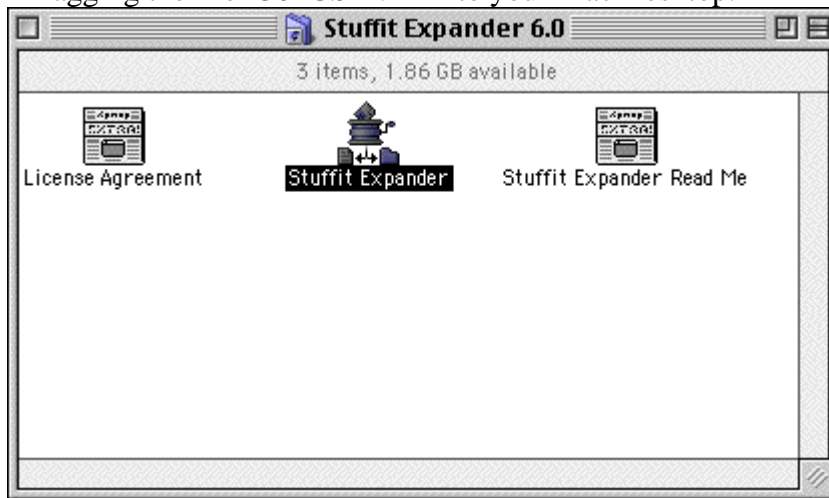 Stuffit Expander 6.0
3 items, 1.86 GB available
License Agreement
Stuffit Expander
Stuffit Expander Read Me